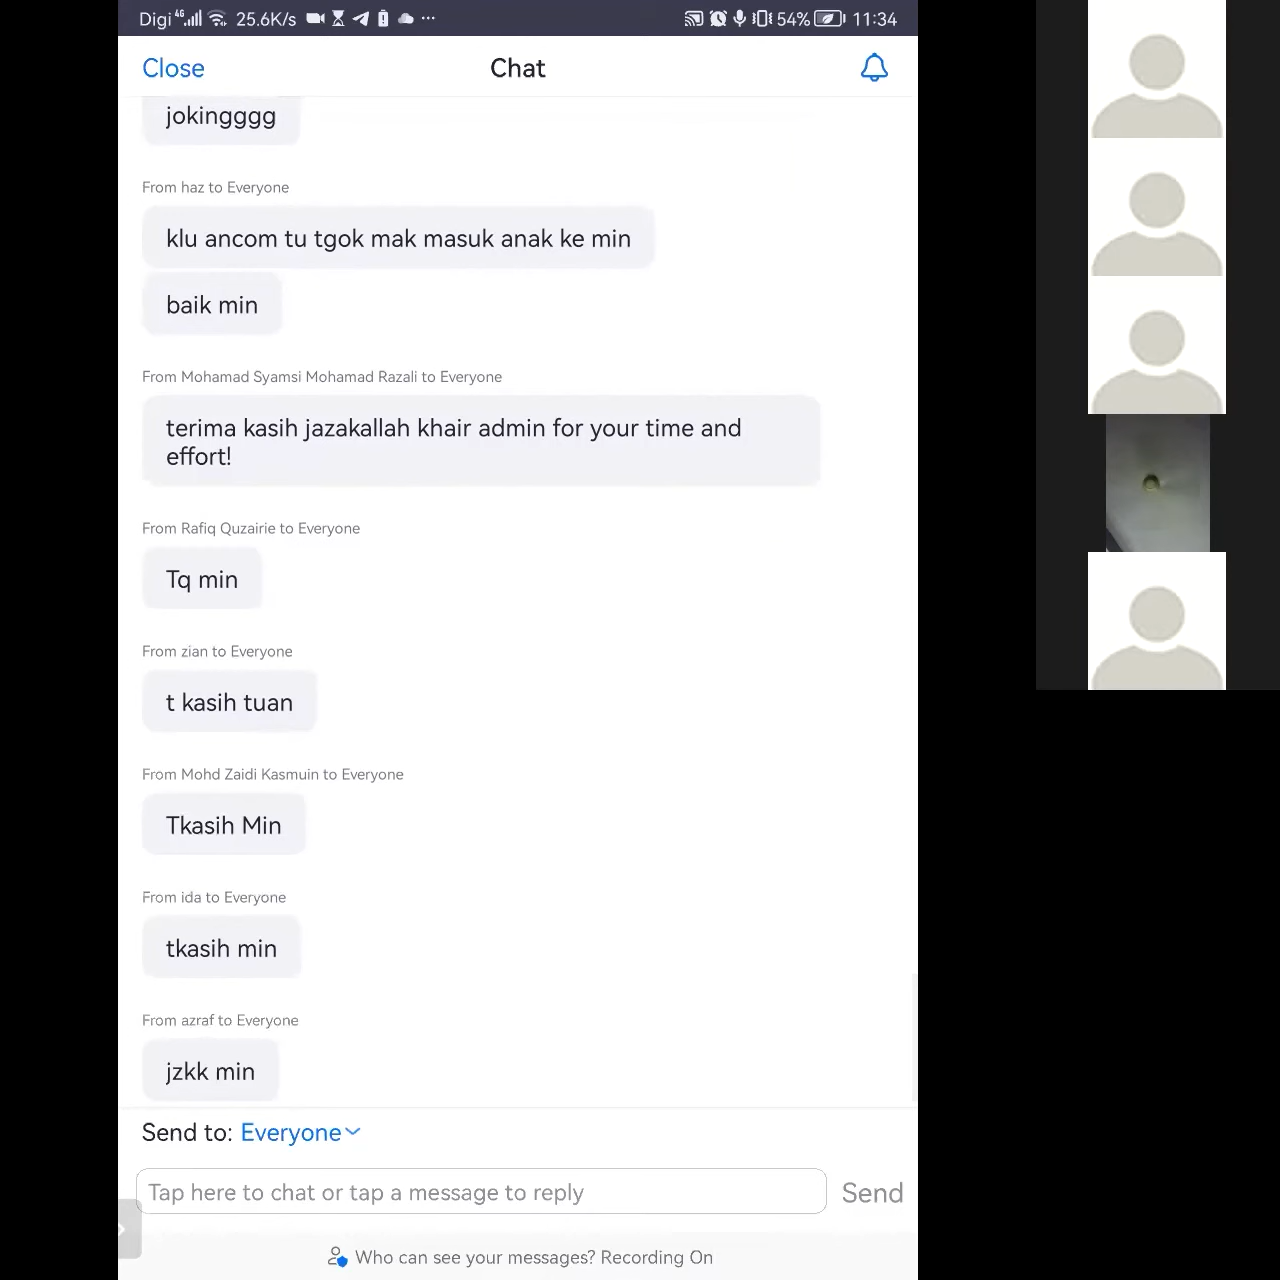 Digi 4G 25.6K/s 54% 11:34
Close Chat
jokingggg
From haz to Everyone
klu ancom tu tgok mak masuk anak ke min
baik min
From Mohamad Syamsi Mohamad Razali to Everyone
terima kasih jazakallah khair admin for your time and
effort!
From Rafiq Quzairie to Everyone
Tq min
From zian to Everyone
t kasih tuan
From Mohd Zaidi Kasmuin to Everyone
Tkasih Min
From ida to Everyone
tkasih min
From azraf to Everyone
jzkk min
Send to: Everyone
Tap here to chat or tap a message to reply Send
Who can see your messages? Recording On